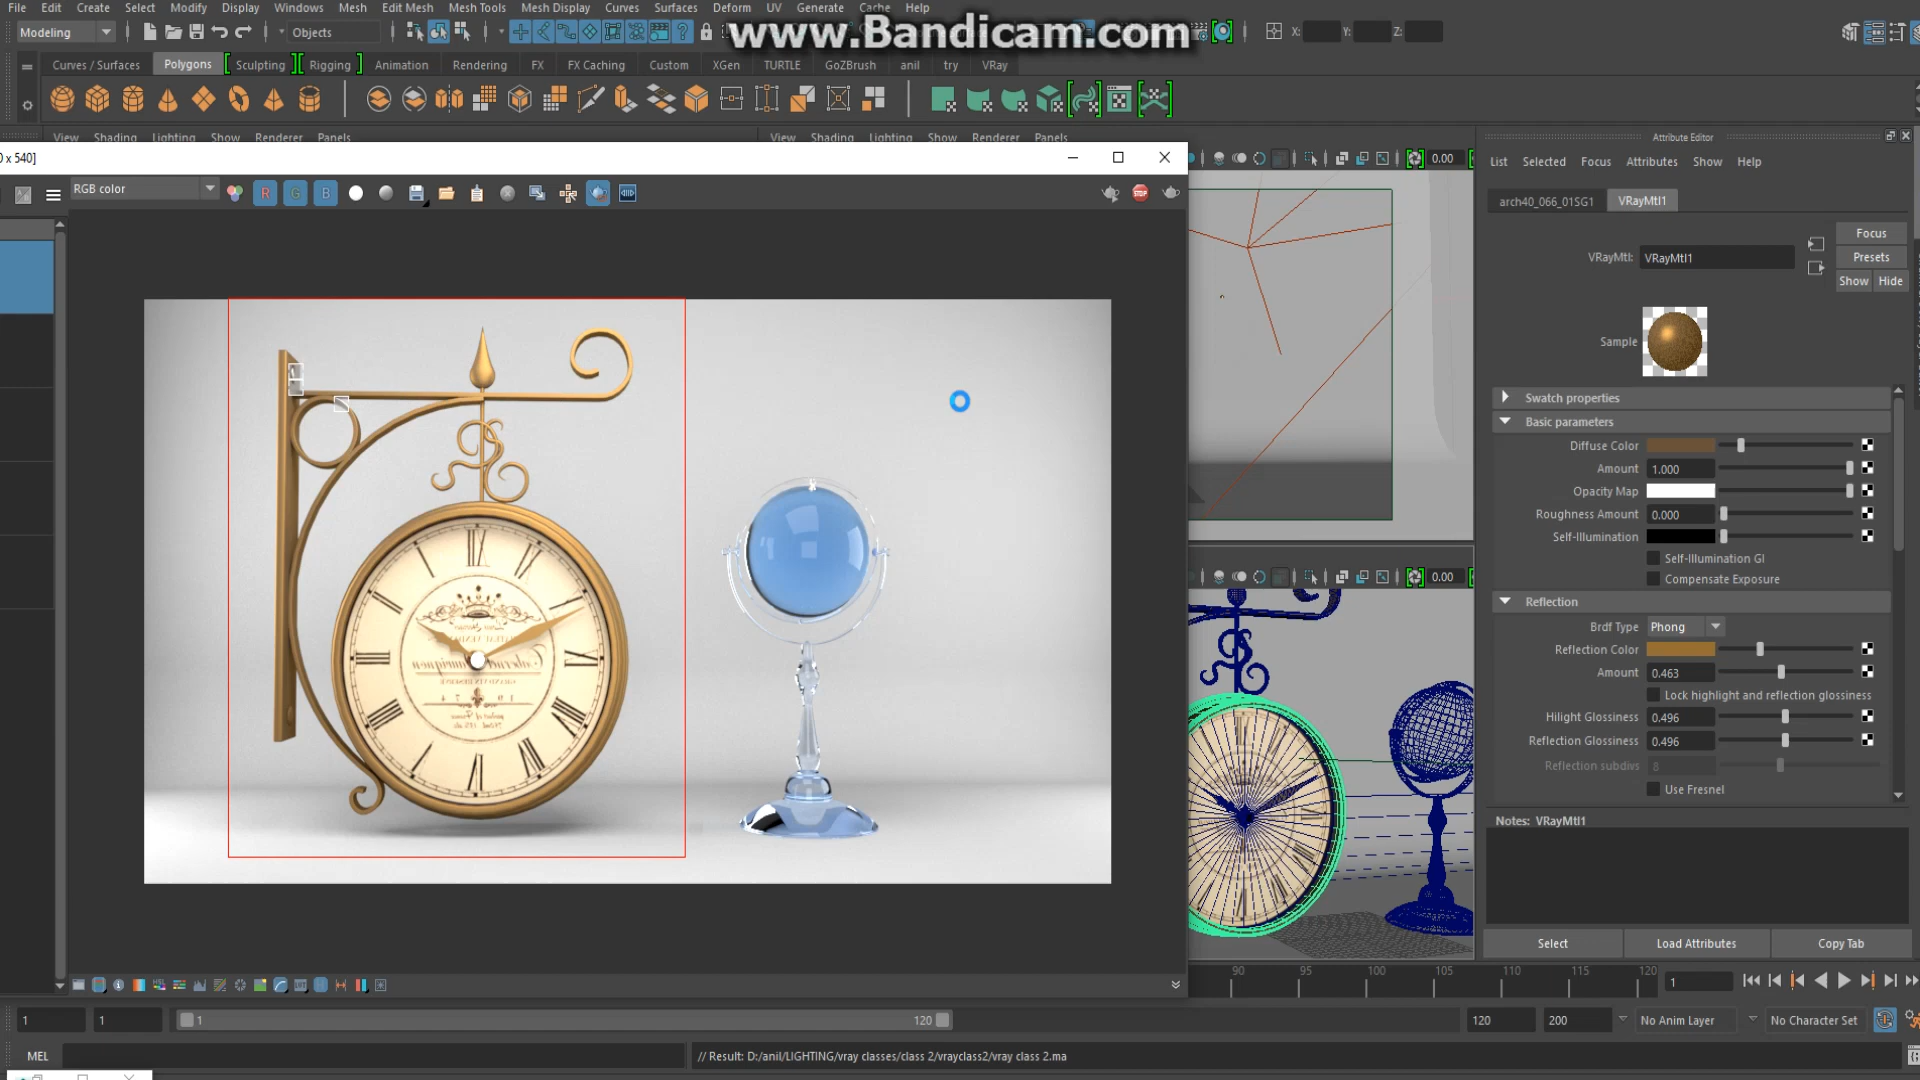 File Edit Create Select Modify Display Windows Mesh Edit Mesh Mesh Tools Mesh Display Curves Surfaces Deform UV Generate Cache Help
Modeling Objects X: Y: Z:
www.Bandicam.com
Curves / Surfaces Polygons Sculpting Rigging Animation Rendering FX FX Caching Custom XGen TURTLE GoZBrush anil try VRay
View Shading Lighting Show Renderer Panels
View Shading Lighting Show Renderer Panels
Attribute Editor
x 540]
0.00
List Selected Focus Attributes Show Help
RGB color R G B STOP
arch40_066_01SG1 VRayMtl1
Focus
VRayMtl: VRayMtl1
Presets
Show Hide
Sample
Swatch properties
Basic parameters
Diffuse Color
Amount 1.000
Opacity Map
Roughness Amount 0.000
Self-Illumination
Self-Illumination GI
0.00
Compensate Exposure
Reflection
Brdf Type Phong
Reflection Color
Amount 0.463
Lock highlight and reflection glossiness
Hilight Glossiness 0.496
Reflection Glossiness 0.496
Reflection subdivs 8
Use Fresnel
Notes: VRayMtl1
Select Load Attributes Copy Tab
90 95 100 105 110 115 120 1
1 1 1 120 120 200 No Anim Layer No Character Set
MEL // Result: D:/anil/LIGHTING/vray classes/class 2/vrayclass2/vray class 2.ma